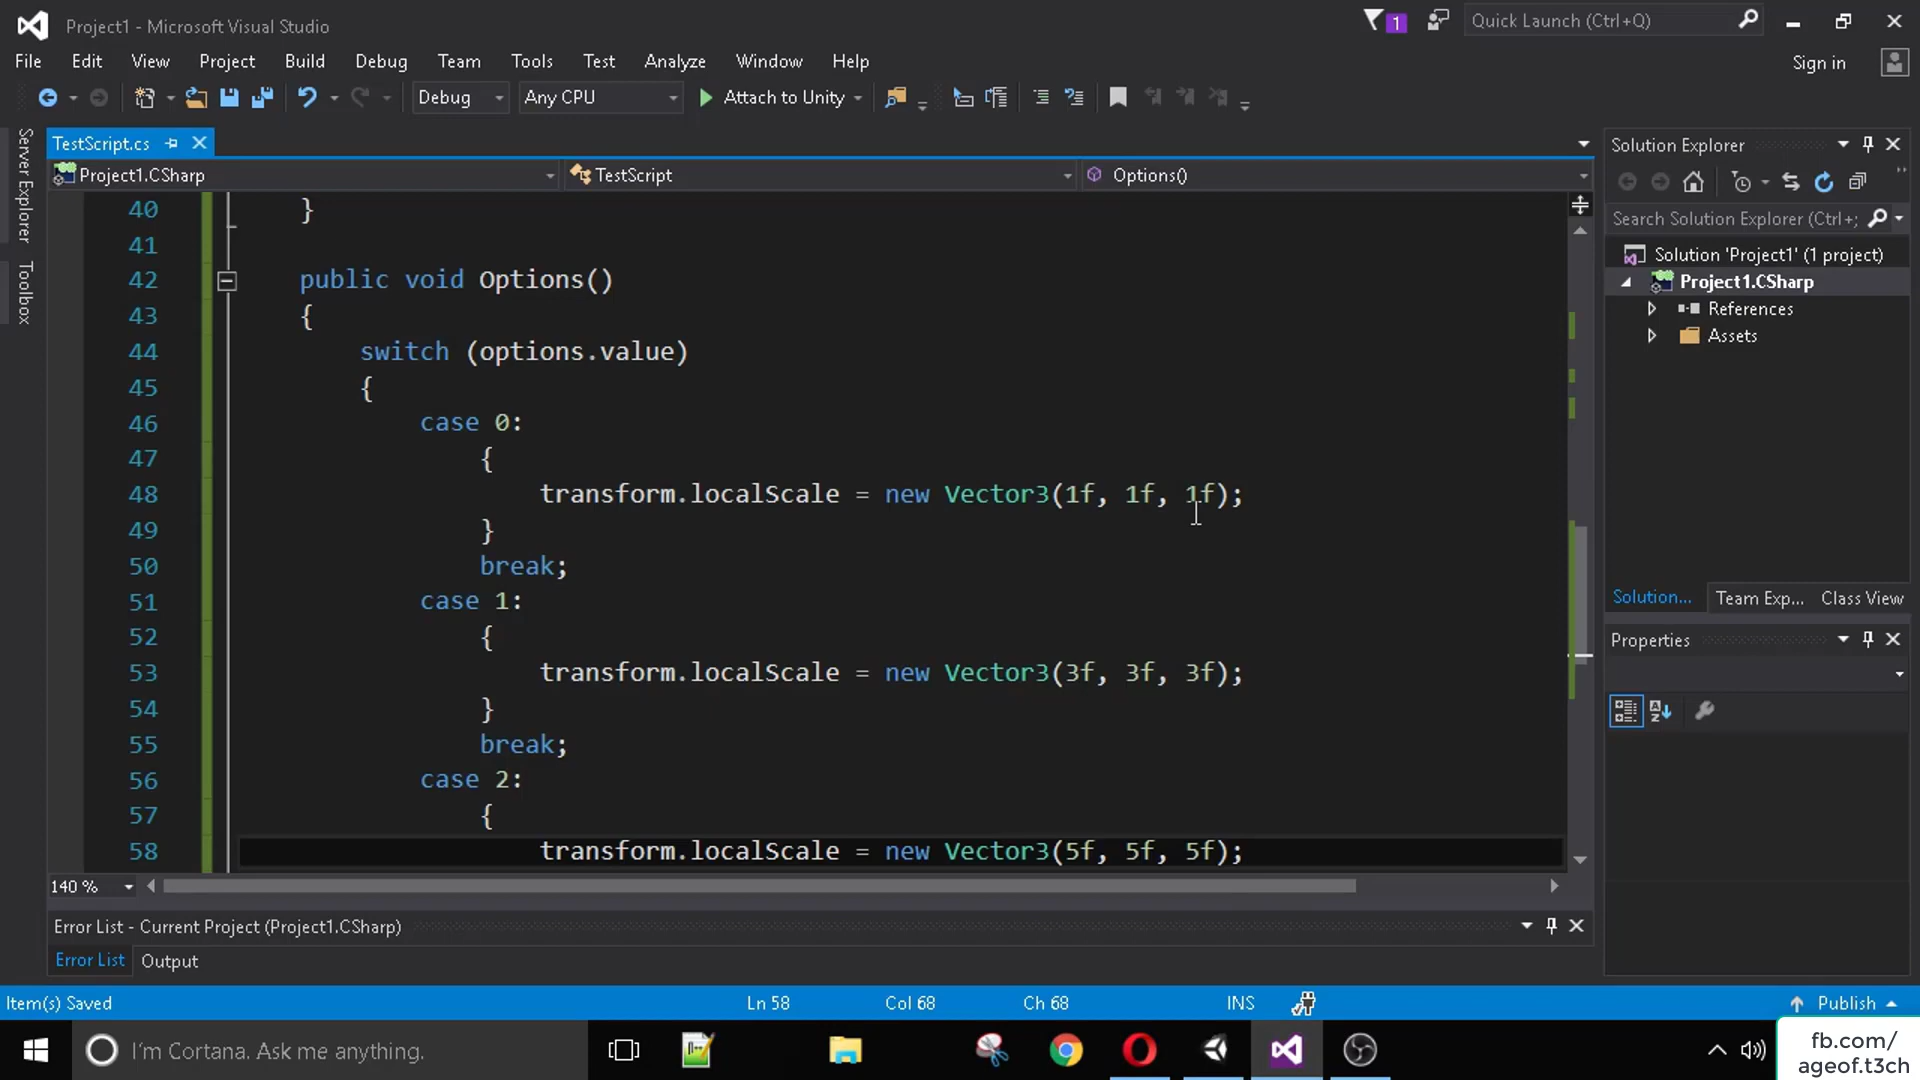 Project1 - Microsoft Visual Studio
1
Quick Launch (Ctrl+Q)
File Edit View Project Build Debug Team Tools Test Analyze Window Help
Sign in
Debug Any CPU Attach to Unity
Server Explorer
Toolbox
TestScript.cs
Project1.CSharp TestScript Options()
40 }
41
42 public void Options()
43 {
44 switch (options.value)
45 {
46 case 0:
47 {
48 transform.localScale = new Vector3(1f, 1f, 1f);
49 }
50 break;
51 case 1:
52 {
53 transform.localScale = new Vector3(3f, 3f, 3f);
54 }
55 break;
56 case 2:
57 {
58 transform.localScale = new Vector3(5f, 5f, 5f);
140 %
Error List - Current Project (Project1.CSharp)
Error List Output
Solution Explorer
Search Solution Explorer (Ctrl+;
Solution 'Project1' (1 project)
Project1.CSharp
References
Assets
Solution... Team Exp... Class View
Properties
Item(s) Saved Ln 58 Col 68 Ch 68 INS Publish
I'm Cortana. Ask me anything.
fb.com/
ageof.t3ch